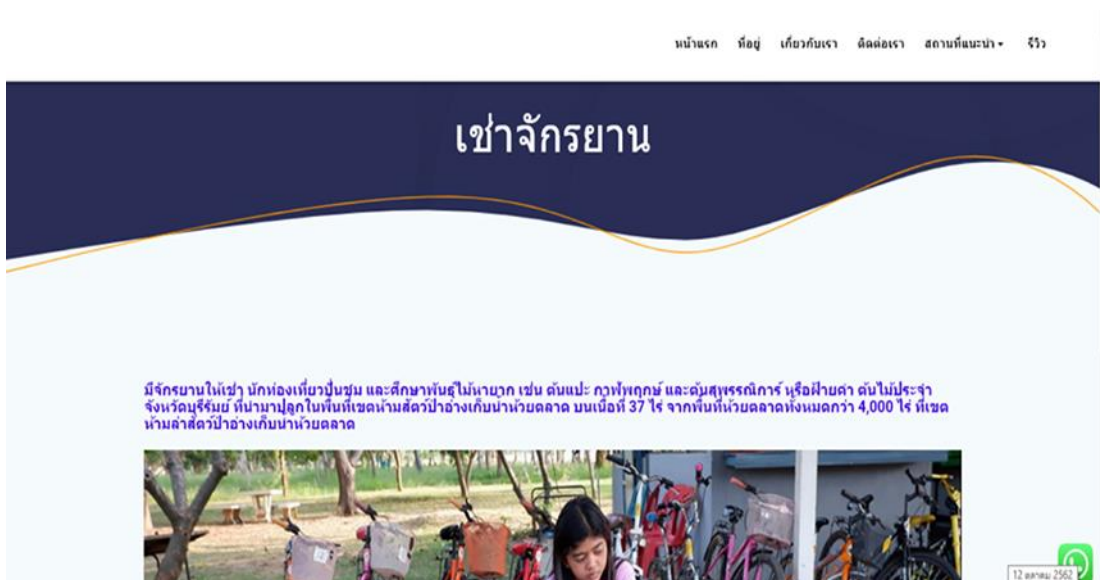 หน้าแรก ที่อยู่ เกี่ยวกับเรา ติดต่อเรา สถานที่แนะนำ รีวิว
เช่าจักรยาน
มีจักรยานให้เช่า นักท่องเที่ยวปั่นชม และศึกษาพันธุ์ไม้หายาก เช่น ต้นแปะ กาฬพฤกษ์ และต้นสุพรรณิการ์ หรือฝ้ายคำ ต้นไม้ประจำ
จังหวัดบุรีรัมย์ ที่นำมาปลูกในพื้นที่เขตห้ามสัตว์ป่าอ่างเก็บน้ำห้วยตลาด บนเนื้อที่ 37 ไร่ จากพื้นที่ห้วยตลาดทั้งหมดกว่า 4,000 ไร่ ที่เขต
ห้ามล่าสัตว์ป่าอ่างเก็บน้ำห้วยตลาด
12 ตุลาคม 2562